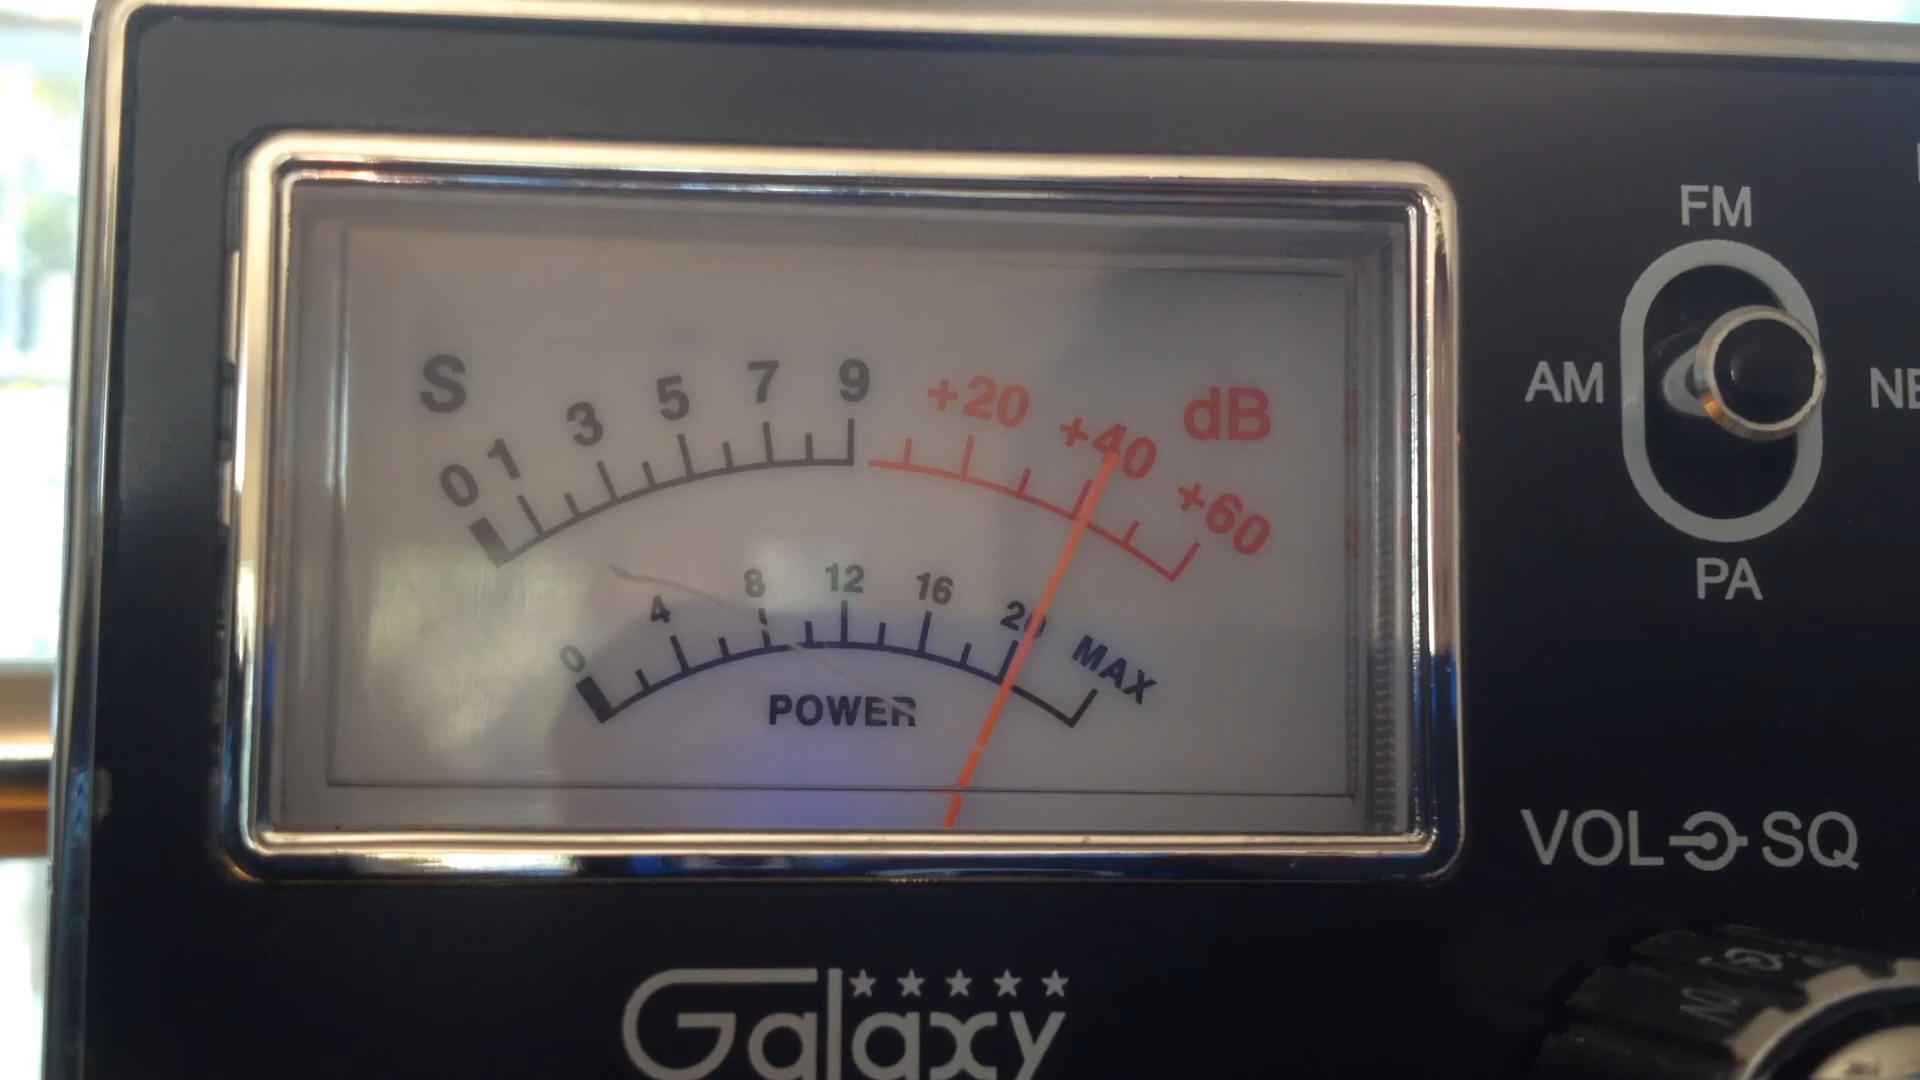 FM
S 0 1 3 5 7 9 +20 +40 +60 dB
AM
0 4 8 12 16 20 MAX
POWER
PA
VOL SQ
Galaxy